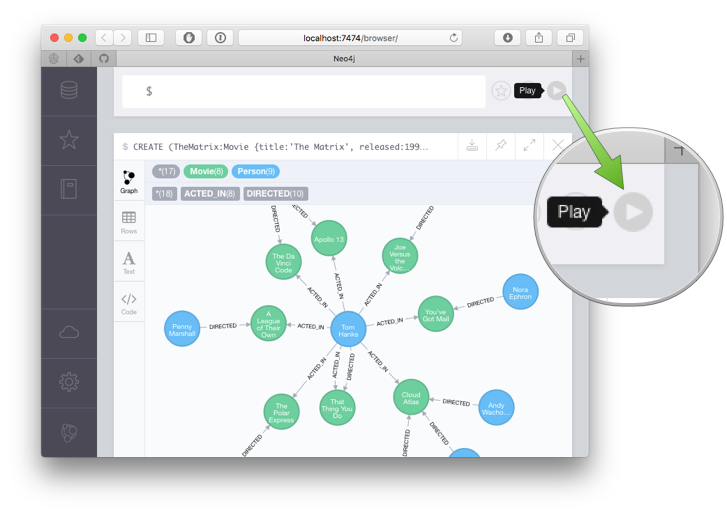 localhost:7474/browser/
Neo4j
$
Play
$ CREATE (TheMatrix:Movie {title:'The Matrix', released:199…
Graph
Rows
Text
Code
*(17) Movie(8) Person(9)
*(18) ACTED_IN(8) DIRECTED(10)
DIRECTED
DIRECTED
Apollo 13
The Da
Vinci
Code
Joe
Versus
the
Volc…
ACTED_IN
ACTED_IN
ACTED_IN
Nora
Ephron
DIRECTED
You've
Got Mail
ACTED_IN
Penny
Marshall
DIRECTED
A
League
of Their
Own
ACTED_IN
Tom
Hanks
ACTED_IN
ACTED_IN
DIRECTED
ACTED_IN
The
Polar
Express
That
Thing You
Do
Cloud
Atlas
DIRECTED
Andy
Wacho…
DIRECTED
DIRECTED
DIRECTED
Play